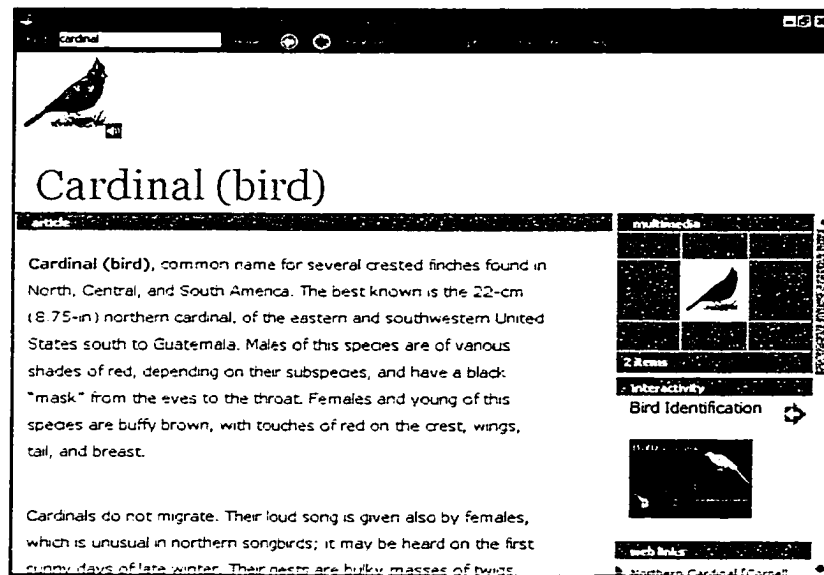 cardinal
Cardinal (bird)
article
Cardinal (bird), common name for several crested finches found in
North, Central, and South America. The best known is the 22-cm
(8.75-in) northern cardinal, of the eastern and southwestern United
States south to Guatemala. Males of this species are of various
shades of red, depending on their subspecies, and have a black
"mask" from the eyes to the throat. Females and young of this
species are buffy brown, with touches of red on the crest, wings,
tail, and breast.
Cardinals do not migrate. Their loud song is given also by females,
which is unusual in northern songbirds; it may be heard on the first
sunny days of late winter. Their nests are bulky masses of twigs,
multimedia
2 items
interactivity
Bird Identification
web links
Northern Cardinal [Cornell